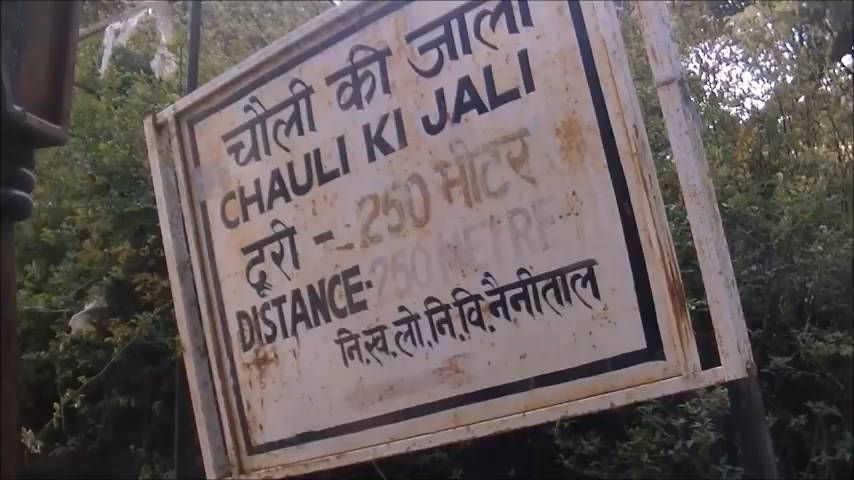 चौली की जाली
CHAULI KI JALI
दूरी - 250 मीटर
DISTANCE- 250 METRE
नि.ख.लो.नि.वि.नैनीताल